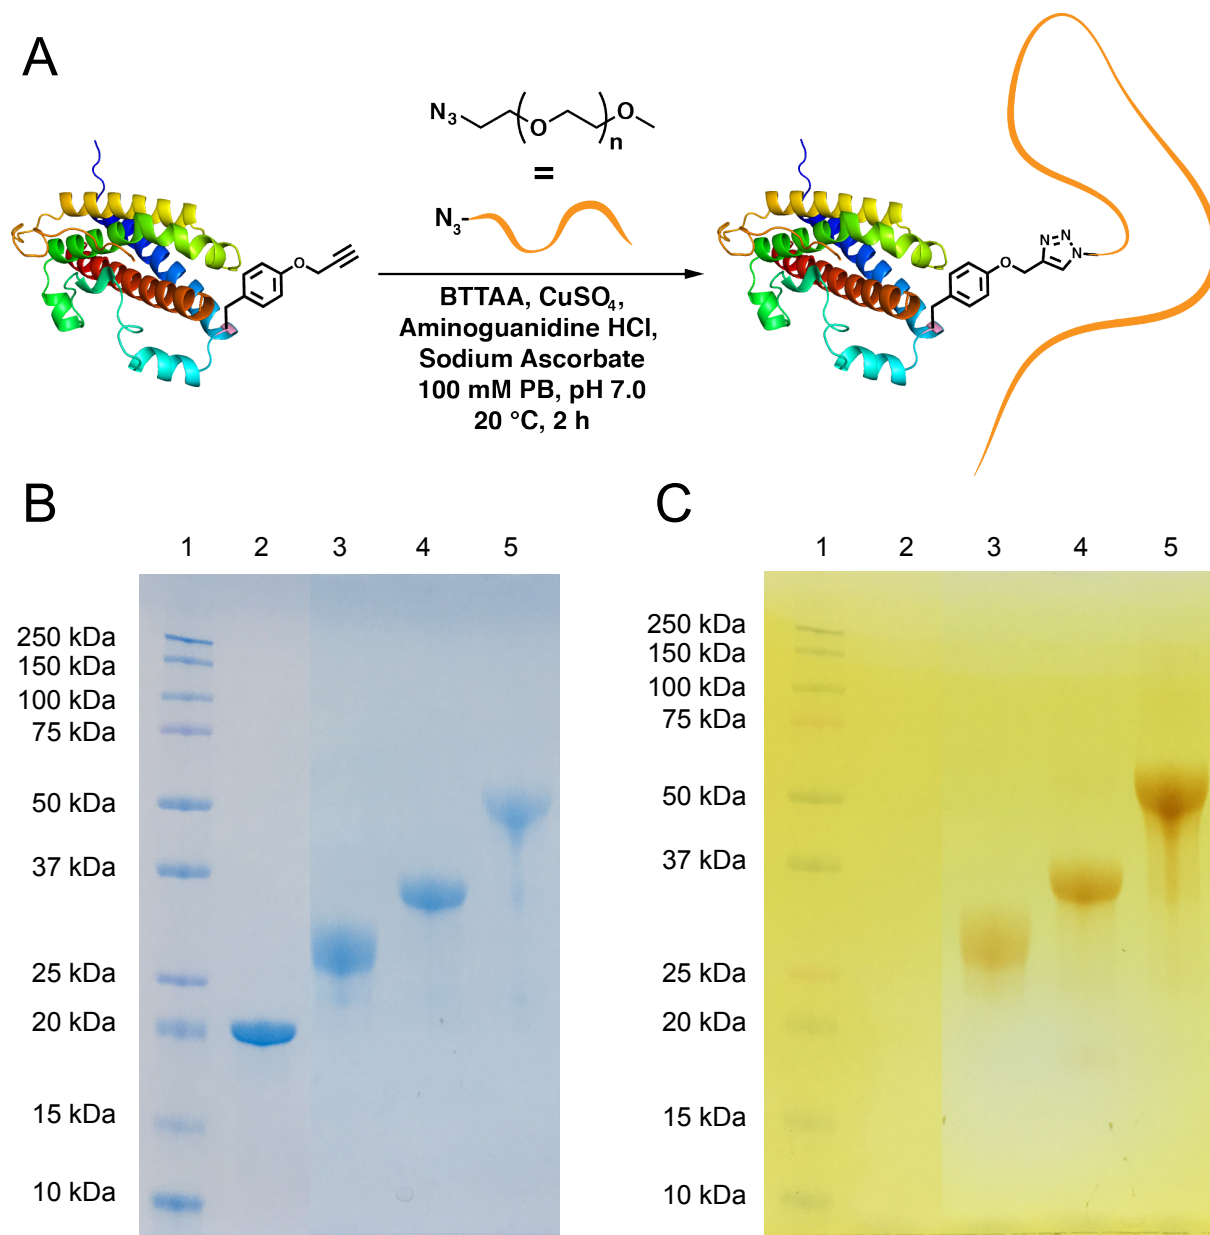 A
N₃
O
O
n
=
N₃-
O
BTTAA, CuSO₄,
Aminoguanidine HCl,
Sodium Ascorbate
100 mM PB, pH 7.0
20 °C, 2 h
O
N
N
N
B
1 2 3 4 5
250 kDa
150 kDa
100 kDa
75 kDa
50 kDa
37 kDa
25 kDa
20 kDa
15 kDa
10 kDa
C
1 2 3 4 5
250 kDa
150 kDa
100 kDa
75 kDa
50 kDa
37 kDa
25 kDa
20 kDa
15 kDa
10 kDa